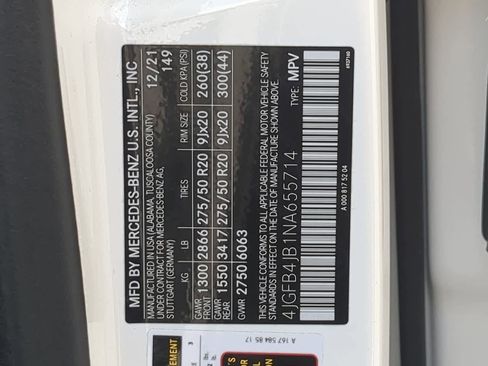 MFD BY MERCEDES-BENZ U.S. INT'L., INC
MANUFACTURED IN USA (ALABAMA, TUSCALOOSA COUNTY)
UNDER CONTRACT FOR MERCEDES-BENZ AG,
STUTTGART (GERMANY)
12/21
149
KG LB TIRES RIM SIZE COLD KPA (PSI)
GAWR FRONT 1300 2866 275/50 R20 9Jx20 260(38)
GAWR REAR 1550 3417 275/50 R20 9Jx20 300(44)
GVWR 2750/6063
THIS VEHICLE CONFORMS TO ALL APPLICABLE FEDERAL MOTOR VEHICLE SAFETY
STANDARDS IN EFFECT ON THE DATE OF MANUFACTURE SHOWN ABOVE.
4JGFB4JB1NA655714
TYPE: MPV
A 000 817 52 04
A 167 584 85 17